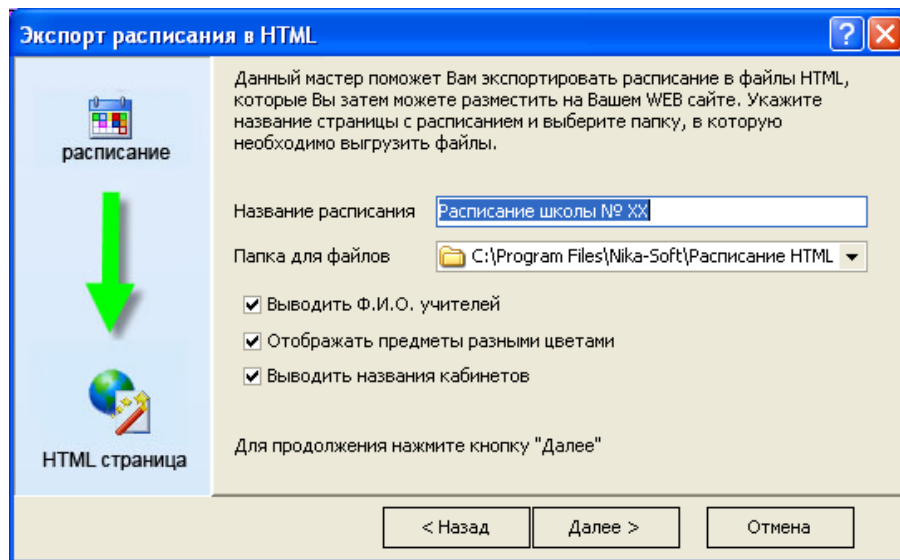 Экспорт расписания в HTML
?
расписание
HTML страница
Данный мастер поможет Вам экспортировать расписание в файлы HTML,
которые Вы затем можете разместить на Вашем WEB сайте. Укажите
название страницы с расписанием и выберите папку, в которую
необходимо выгрузить файлы.
Название расписания Расписание школы № XX
Папка для файлов C:\Program Files\Nika-Soft\Расписание HTML
Выводить Ф.И.О. учителей
Отображать предметы разными цветами
Выводить названия кабинетов
Для продолжения нажмите кнопку "Далее"
< Назад Далее > Отмена